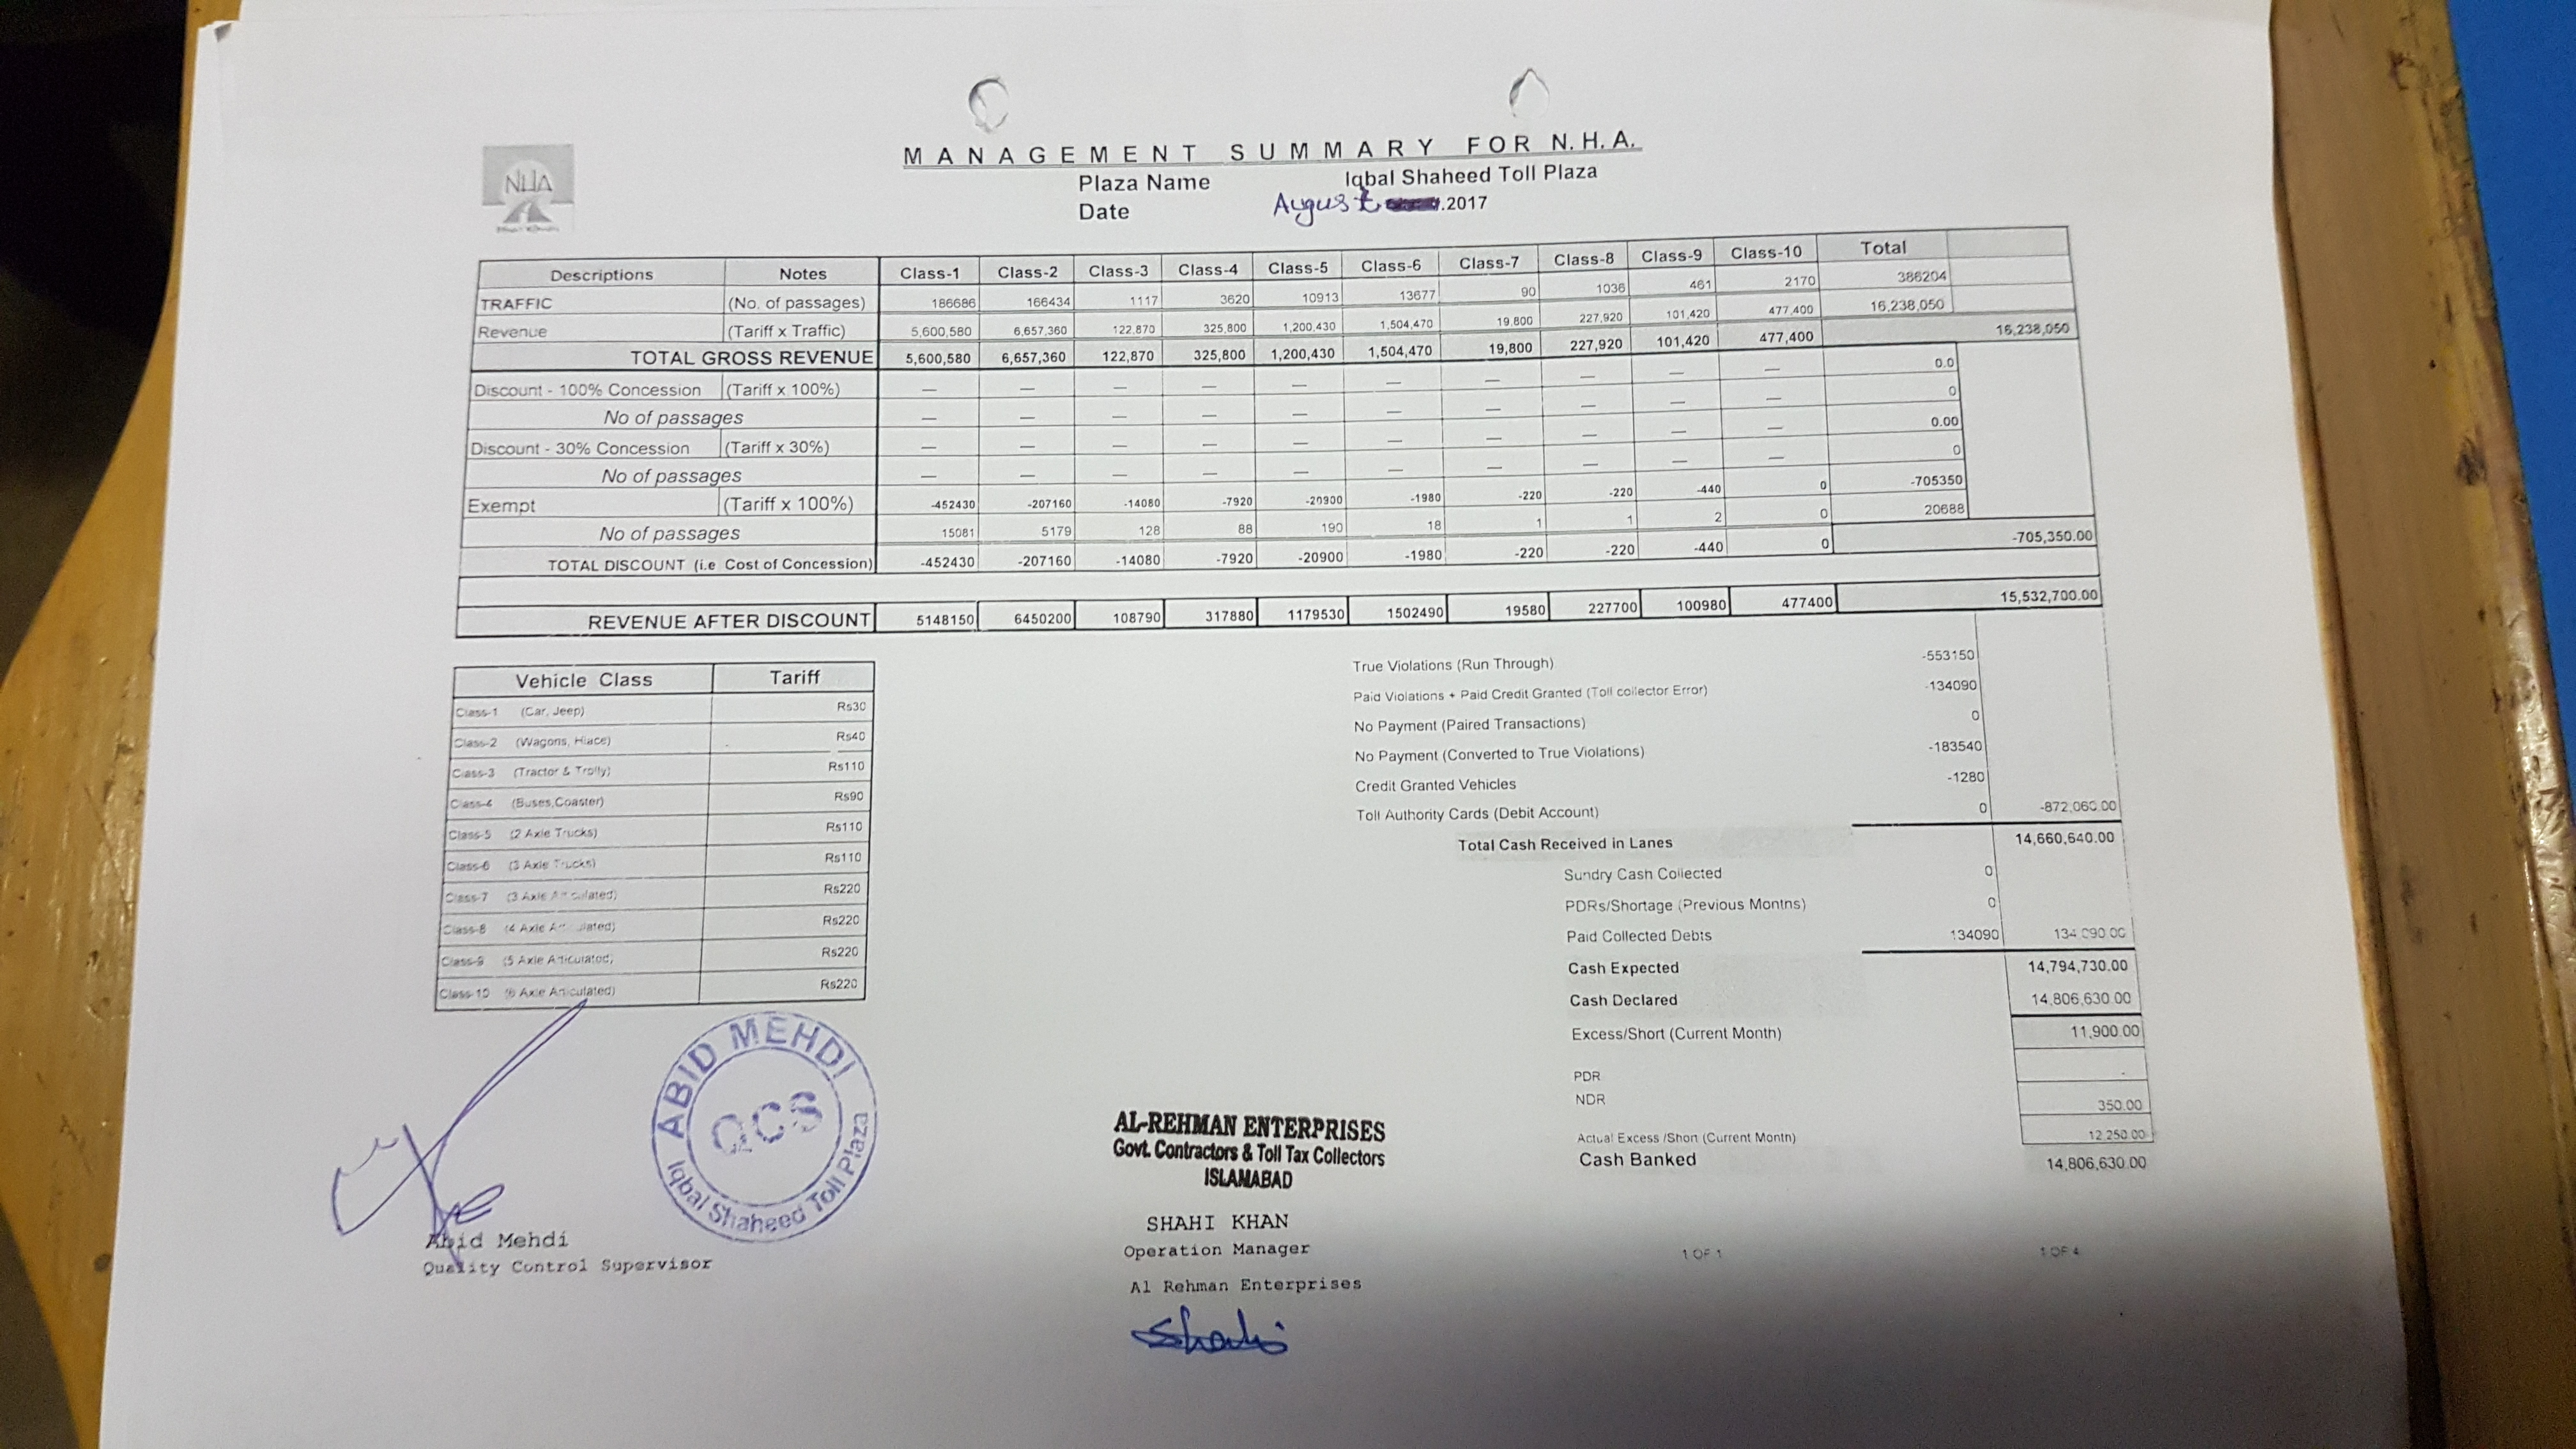 NHA
MANAGEMENT SUMMARY FOR N.H.A.
Plaza Name Iqbal Shaheed Toll Plaza
Date August .2017
Descriptions Notes Class-1 Class-2 Class-3 Class-4 Class-5 Class-6 Class-7 Class-8 Class-9 Class-10 Total
TRAFFIC (No. of passages) 186686 166434 1117 3620 10913 13677 90 1036 461 2170 386204
Revenue (Tariff x Traffic) 5,600,580 6,657,360 122,870 325,800 1,200,430 1,504,470 19,800 227,920 101,420 477,400 16,238,050
TOTAL GROSS REVENUE 5,600,580 6,657,360 122,870 325,800 1,200,430 1,504,470 19,800 227,920 101,420 477,400 16,238,050
Discount - 100% Concession (Tariff x 100%) — — — — — — — — — — 0.0
No of passages — — — — — — — — — — 0
Discount - 30% Concession (Tariff x 30%) — — — — — — — — — — 0.00
No of passages — — — — — — — — — — 0
Exempt (Tariff x 100%) -452430 -207160 -14080 -7920 -20900 -1980 -220 -220 -440 0 -705350
No of passages 15081 5179 128 88 190 18 1 1 2 0 20688
TOTAL DISCOUNT (i.e Cost of Concession) -452430 -207160 -14080 -7920 -20900 -1980 -220 -220 -440 0 -705,350.00
REVENUE AFTER DISCOUNT 5148150 6450200 108790 317880 1179530 1502490 19580 227700 100980 477400 15,532,700.00
Vehicle Class Tariff
Class-1 (Car, Jeep) Rs30
Class-2 (Wagons, Hiace) Rs40
Class-3 (Tractor & Trolly) Rs110
Class-4 (Buses,Coaster) Rs90
Class-5 (2 Axle Trucks) Rs110
Class-6 (3 Axle Trucks) Rs110
Class-7 (3 Axle Articulated) Rs220
Class-8 (4 Axle Articulated) Rs220
Class-9 (5 Axle Articulated) Rs220
Class-10 (6 Axle Articulated) Rs220
True Violations (Run Through) -553150
Paid Violations + Paid Credit Granted (Toll collector Error) -134090
No Payment (Paired Transactions) 0
No Payment (Converted to True Violations) -183540
Credit Granted Vehicles -1280
Toll Authority Cards (Debit Account) 0 -872,060.00
Total Cash Received in Lanes 14,660,640.00
Sundry Cash Collected 0
PDRs/Shortage (Previous Months) 0
Paid Collected Debts 134090 134,090.00
Cash Expected 14,794,730.00
Cash Declared 14,806,630.00
Excess/Short (Current Month) 11,900.00
PDR -
NDR 350.00
Actual Excess /Short (Current Month) 12,250.00
Cash Banked 14,806,630.00
ABID MEHDI
QCS
Iqbal Shaheed Toll Plaza
Abid Mehdi
Quality Control Supervisor
AL-REHMAN ENTERPRISES
Govt. Contractors & Toll Tax Collectors
ISLAMABAD
SHAHI KHAN
Operation Manager
Al Rehman Enterprises
Shahi
1 OF 1 1 OF 4